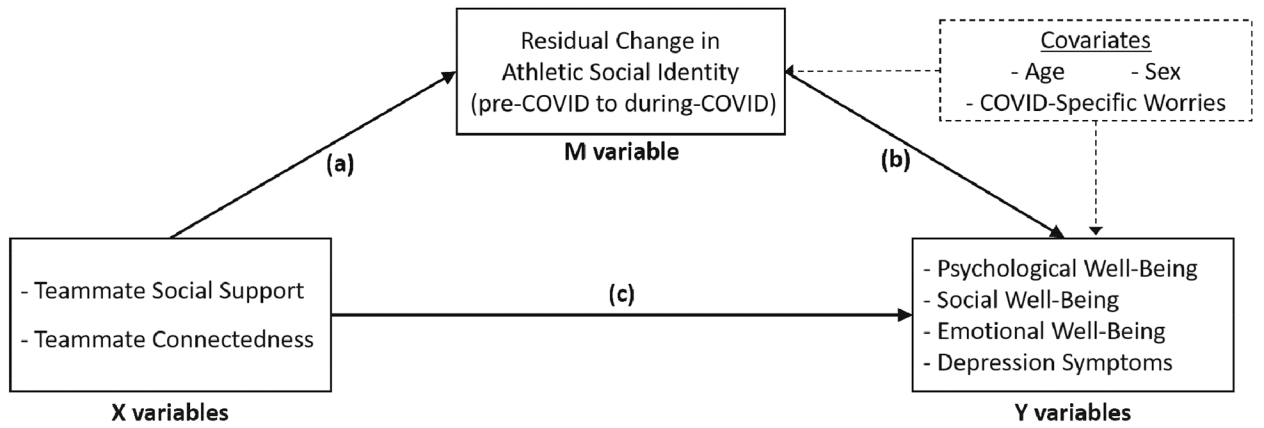 Residual Change in
Athletic Social Identity
(pre-COVID to during-COVID)
M variable
Covariates
- Age - Sex
- COVID-Specific Worries
(a)
(b)
- Teammate Social Support
- Teammate Connectedness
X variables
(c)
- Psychological Well-Being
- Social Well-Being
- Emotional Well-Being
- Depression Symptoms
Y variables